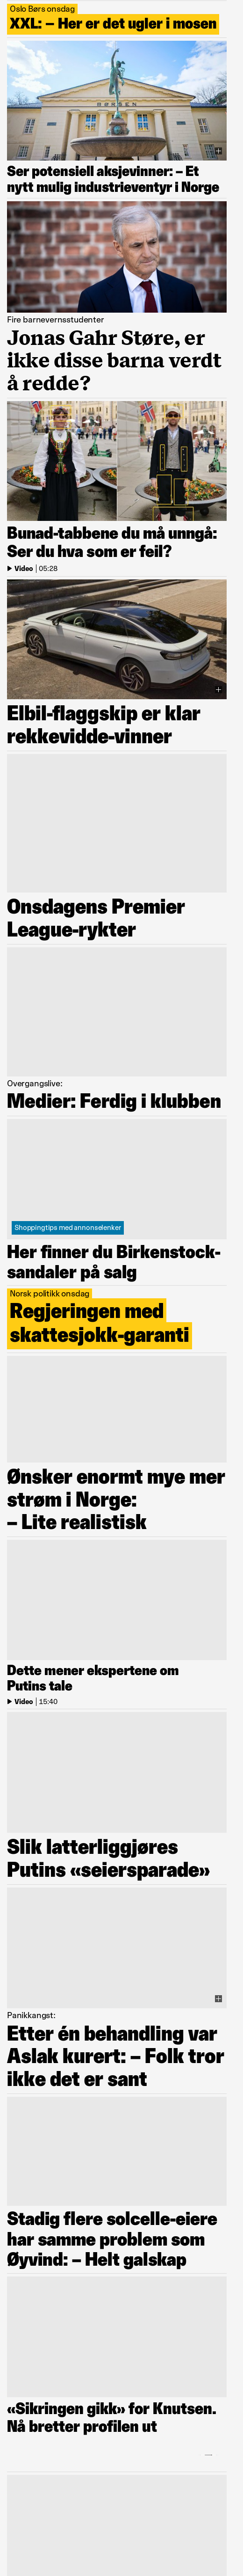 Oslo Børs onsdag
XXL: – Her er det ugler i mosen
Ser potensiell aksjevinner: – Et
nytt mulig industrieventyr i Norge
Fire barnevernsstudenter
Jonas Gahr Støre, er
ikke disse barna verdt
å redde?
Bunad-tabbene du må unngå:
Ser du hva som er feil?
Video | 05:28
Elbil-flaggskip er klar
rekkevidde-vinner
Onsdagens Premier
League-rykter
Overgangslive:
Medier: Ferdig i klubben
Shoppingtips med annonselenker
Her finner du Birkenstock-
sandaler på salg
Norsk politikk onsdag
Regjeringen med
skattesjokk-garanti
Ønsker enormt mye mer
strøm i Norge:
– Lite realistisk
Dette mener ekspertene om
Putins tale
Video | 15:40
Slik latterliggjøres
Putins «seiersparade»
Panikkangst:
Etter én behandling var
Aslak kurert: – Folk tror
ikke det er sant
Stadig flere solcelle-eiere
har samme problem som
Øyvind: – Helt galskap
«Sikringen gikk» for Knutsen.
Nå bretter profilen ut